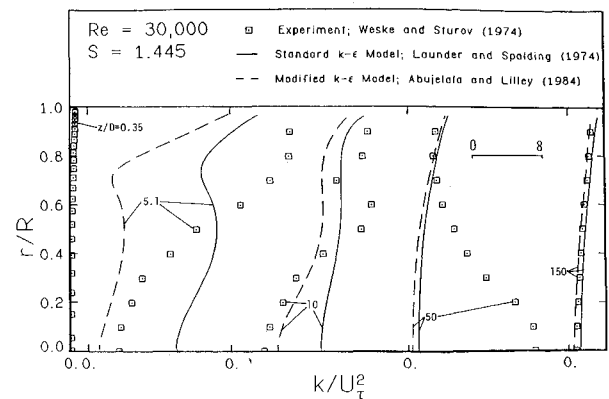 Re = 30,000
S = 1.445
Experiment; Weske and Sturov (1974)
Standard k-ϵ Model; Launder and Spalding (1974)
Modified k-ϵ Model; Abujelala and Lilley (1984)
1.0
0.8
0.6
0.4
0.2
0.0
r/R
z/D=0.35
5.1
10
50
150
0 8
0.0. 0. 0. 0.
k/U²τ